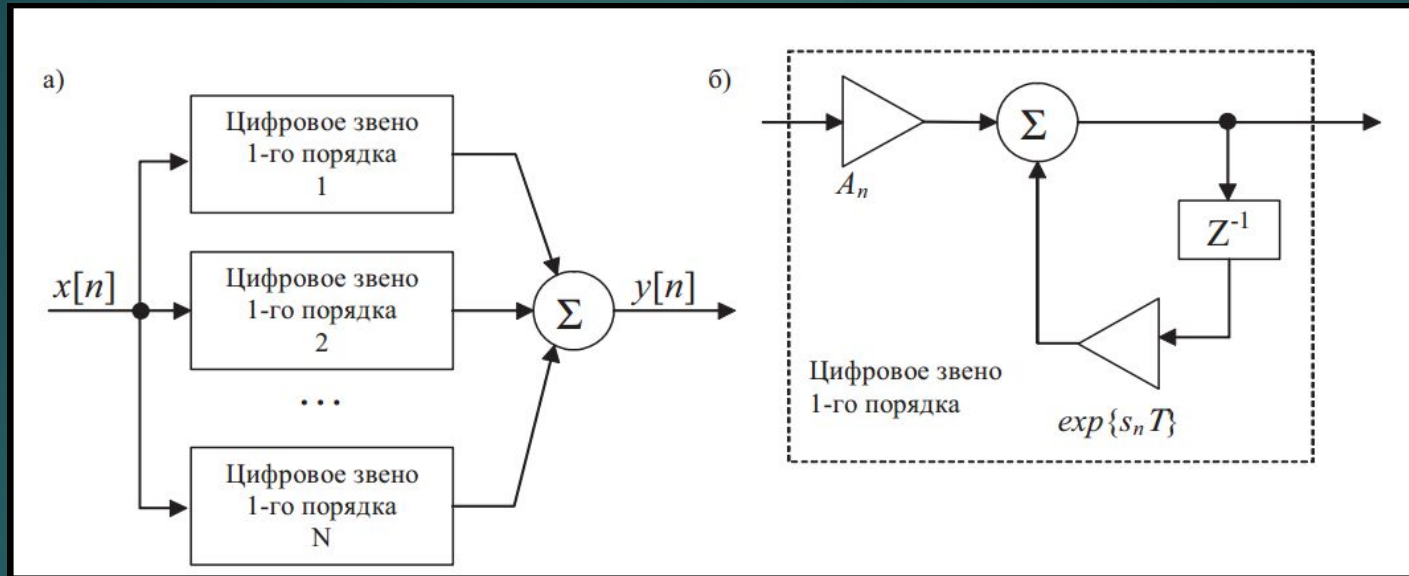 а)
Цифровое звено
1-го порядка
1
x[n]
Цифровое звено
1-го порядка
2
Σ
y[n]
...
Цифровое звено
1-го порядка
N
б)
A_n
Σ
Z^{-1}
exp{s_nT}
Цифровое звено
1-го порядка